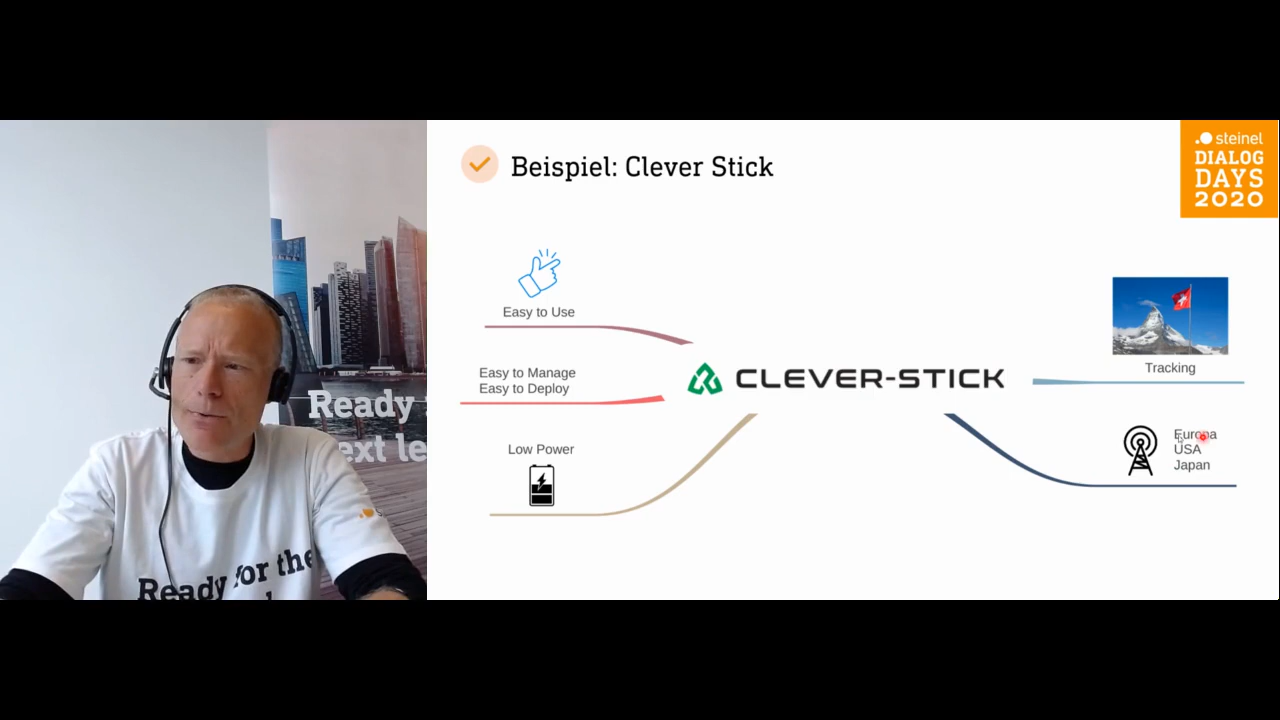 Beispiel: Clever Stick
steinel
DIALOG
DAYS
2020
Easy to Use
Easy to Manage
Easy to Deploy
Low Power
CLEVER-STICK
Tracking
Europa
USA
Japan
Ready
ext le
Ready for the